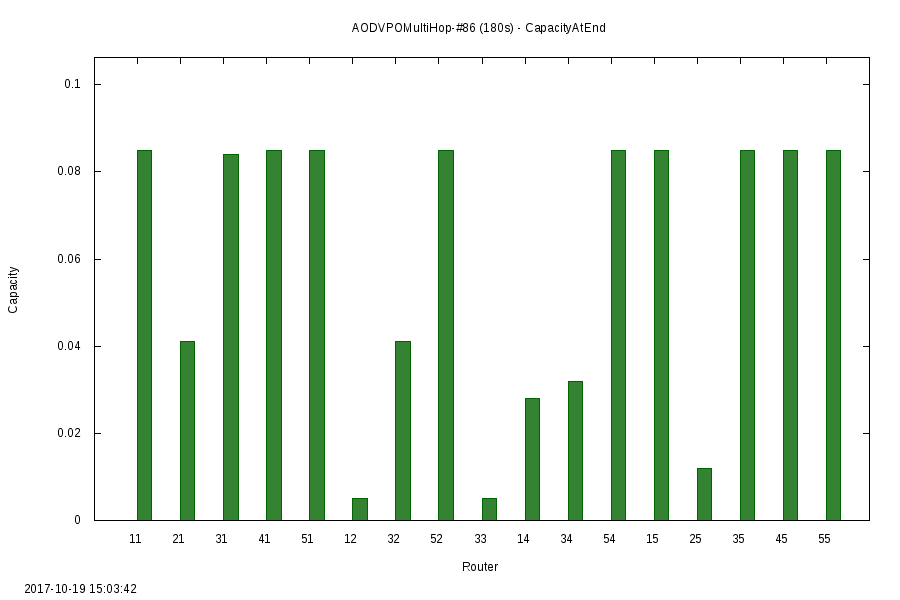 AODVPOMultiHop-#86 (180s) - CapacityAtEnd
0.1
0.08
0.06
0.04
0.02
0
Capacity
11 21 31 41 51 12 32 52 33 14 34 54 15 25 35 45 55
Router
2017-10-19 15:03:42